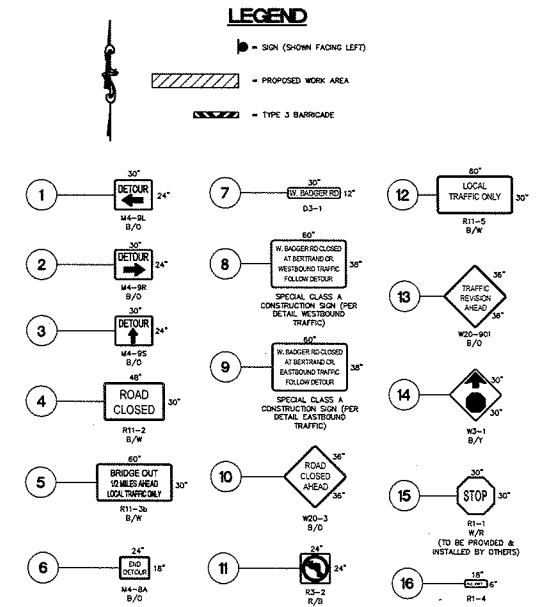 LEGEND
= SIGN (SHOWN FACING LEFT)
= PROPOSED WORK AREA
= TYPE 3 BARRICADE
1
30"
DETOUR
24"
M4-9L
B/O
2
30"
DETOUR
24"
M4-9R
B/O
3
30"
DETOUR
24"
M4-9S
B/O
4
48"
ROAD
CLOSED
30"
R11-2
B/W
5
60"
BRIDGE OUT
1/2 MILES AHEAD
LOCAL TRAFFIC ONLY
30"
R11-3b
B/W
6
24"
END
DETOUR
18"
M4-8A
B/O
7
30"
W. BADGER RD
12"
D3-1
8
60"
W. BADGER RD CLOSED
AT BERTRAND CR.
WESTBOUND TRAFFIC
FOLLOW DETOUR
38"
SPECIAL CLASS A
CONSTRUCTION SIGN (PER
DETAIL WESTBOUND
TRAFFIC)
9
60"
W. BADGER RD CLOSED
AT BERTRAND CR.
EASTBOUND TRAFFIC
FOLLOW DETOUR
38"
SPECIAL CLASS A
CONSTRUCTION SIGN (PER
DETAIL EASTBOUND
TRAFFIC)
10
36"
ROAD
CLOSED
AHEAD
36"
W20-3
B/O
11
24"
24"
R3-2
R/B
12
60"
LOCAL
TRAFFIC ONLY
30"
R11-5
B/W
13
36"
TRAFFIC
REVISION
AHEAD
36"
W20-901
B/O
14
30"
30"
W3-1
B/Y
15
30"
STOP
30"
R1-1
W/R
(TO BE PROVIDED &
INSTALLED BY OTHERS)
16
18"
6"
R1-4